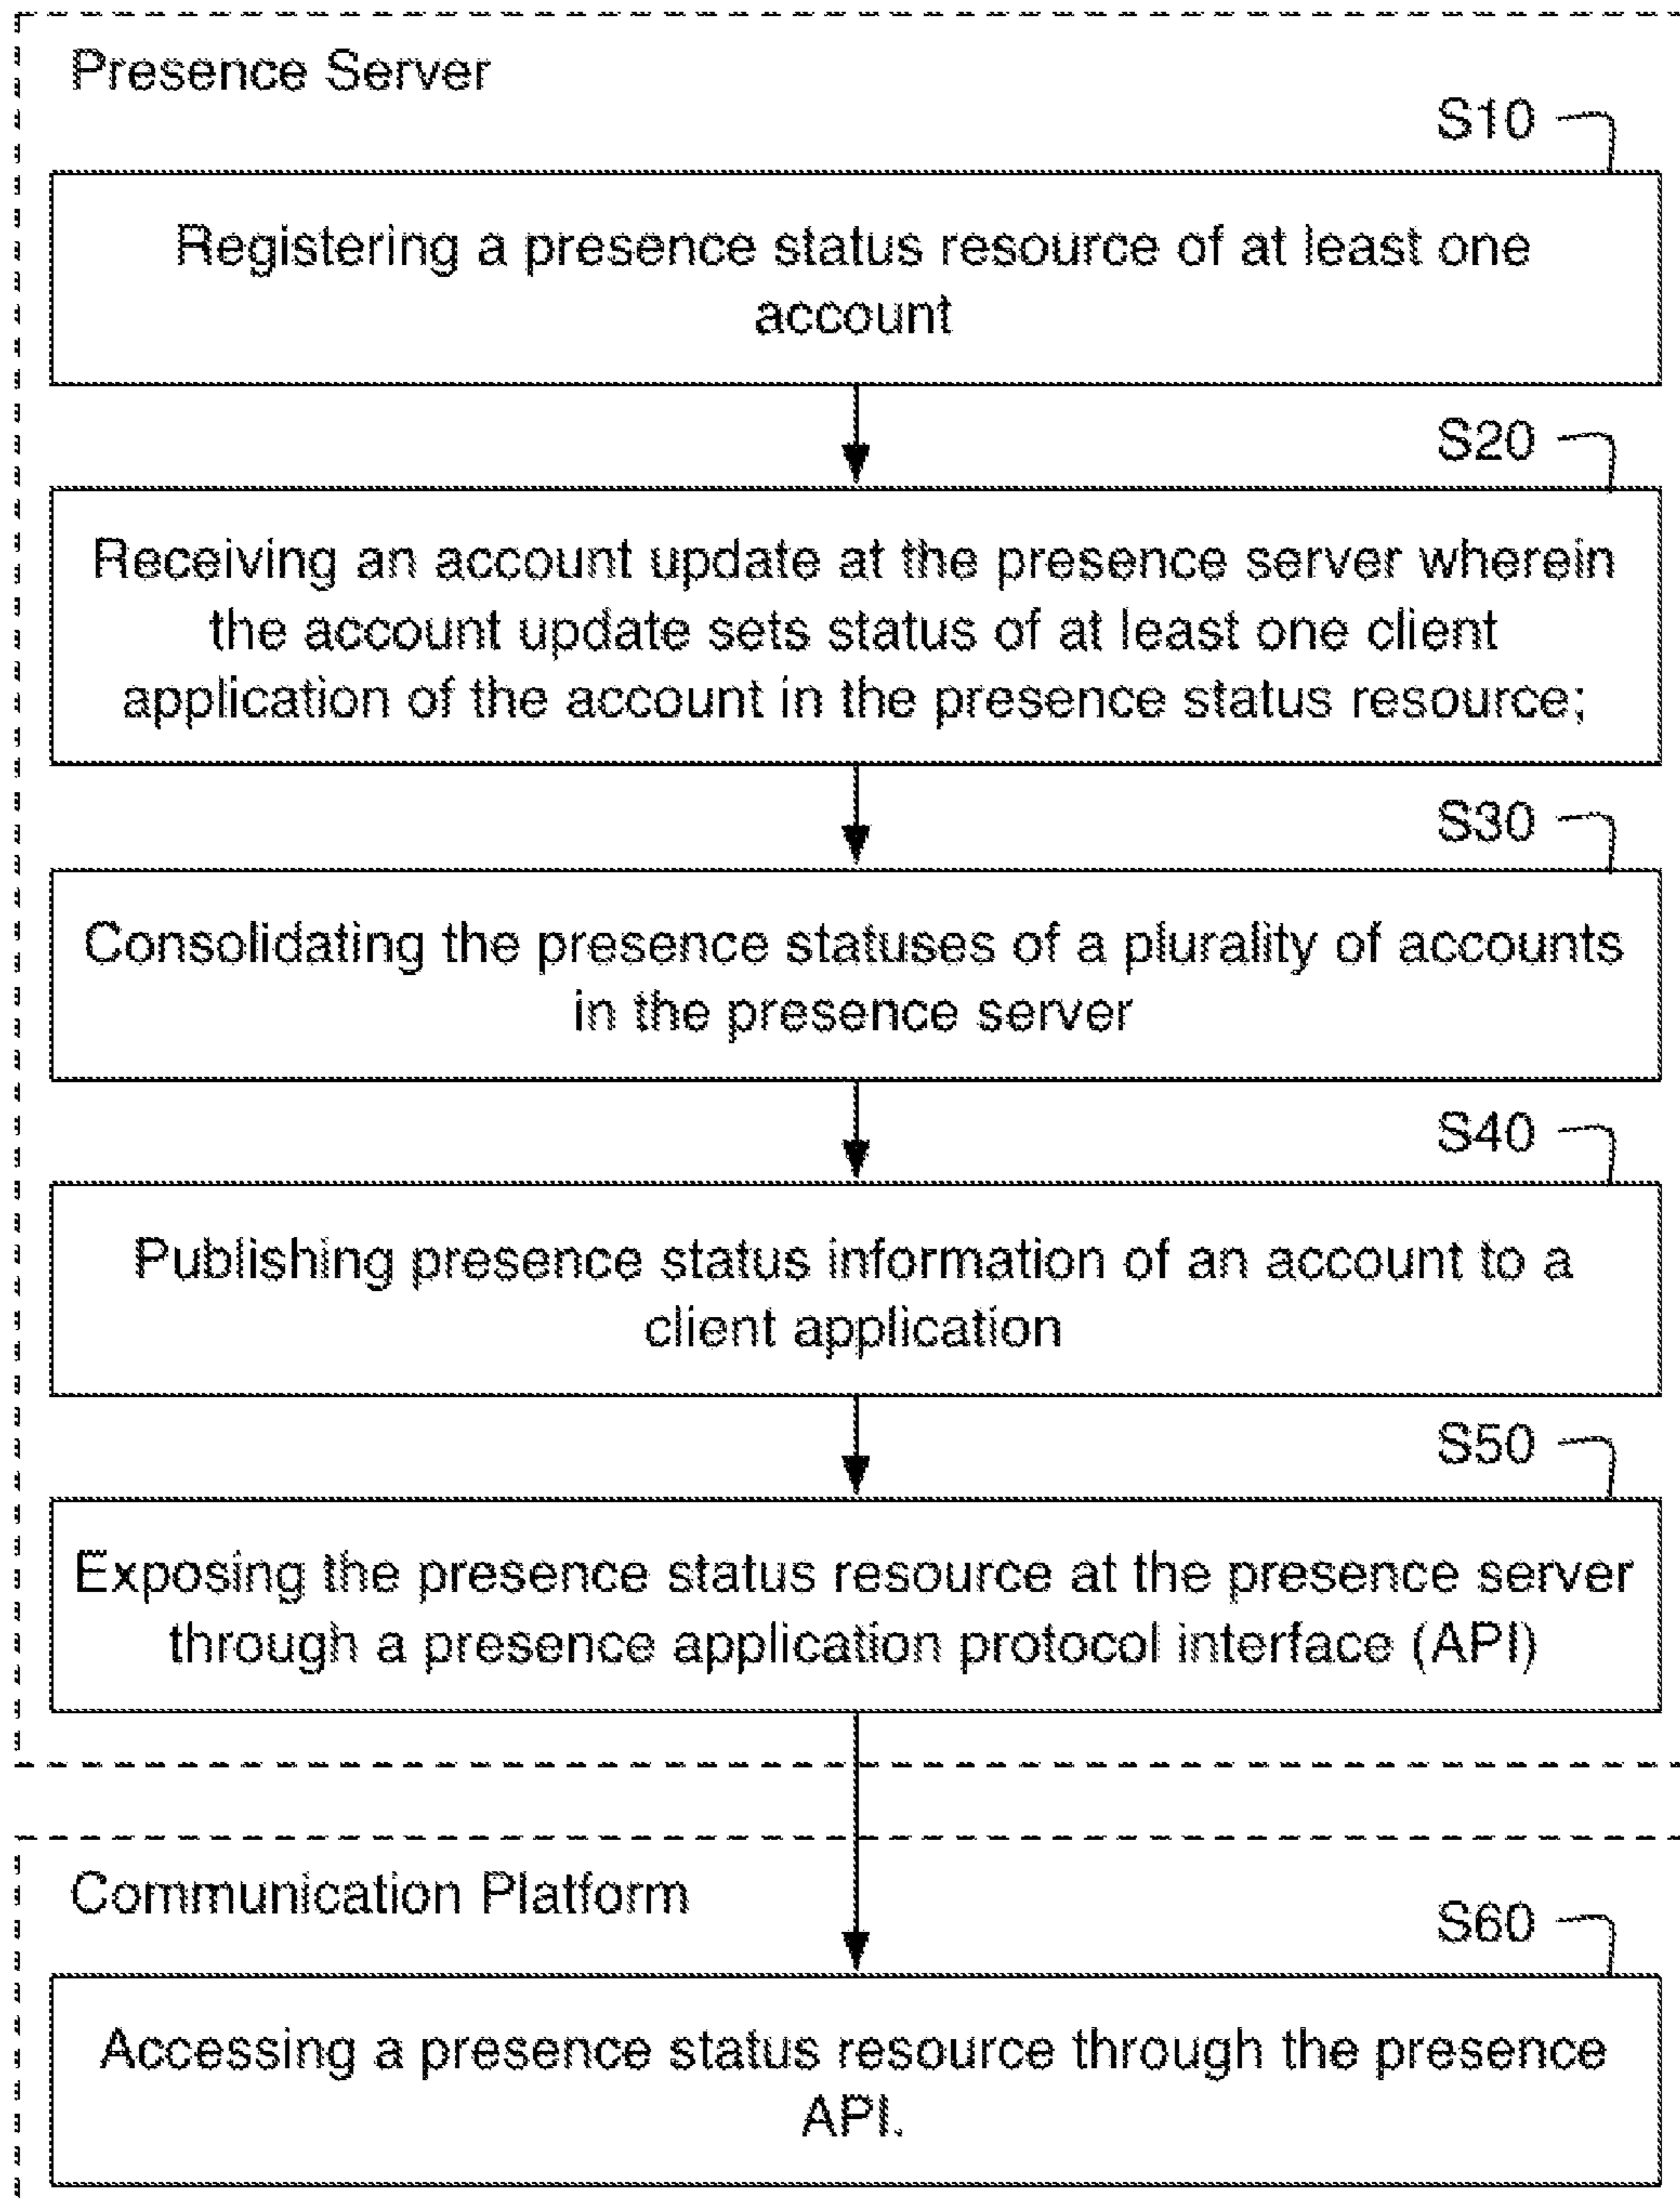 Presence Server
S10
Registering a presence status resource of at least one
account
S20
Receiving an account update at the presence server wherein
the account update sets status of at least one client
application of the account in the presence status resource;
S30
Consolidating the presence statuses of a plurality of accounts
in the presence server
S40
Publishing presence status information of an account to a
client application
S50
Exposing the presence status resource at the presence server
through a presence application protocol interface (API)
Communication Platform
S60
Accessing a presence status resource through the presence
API.